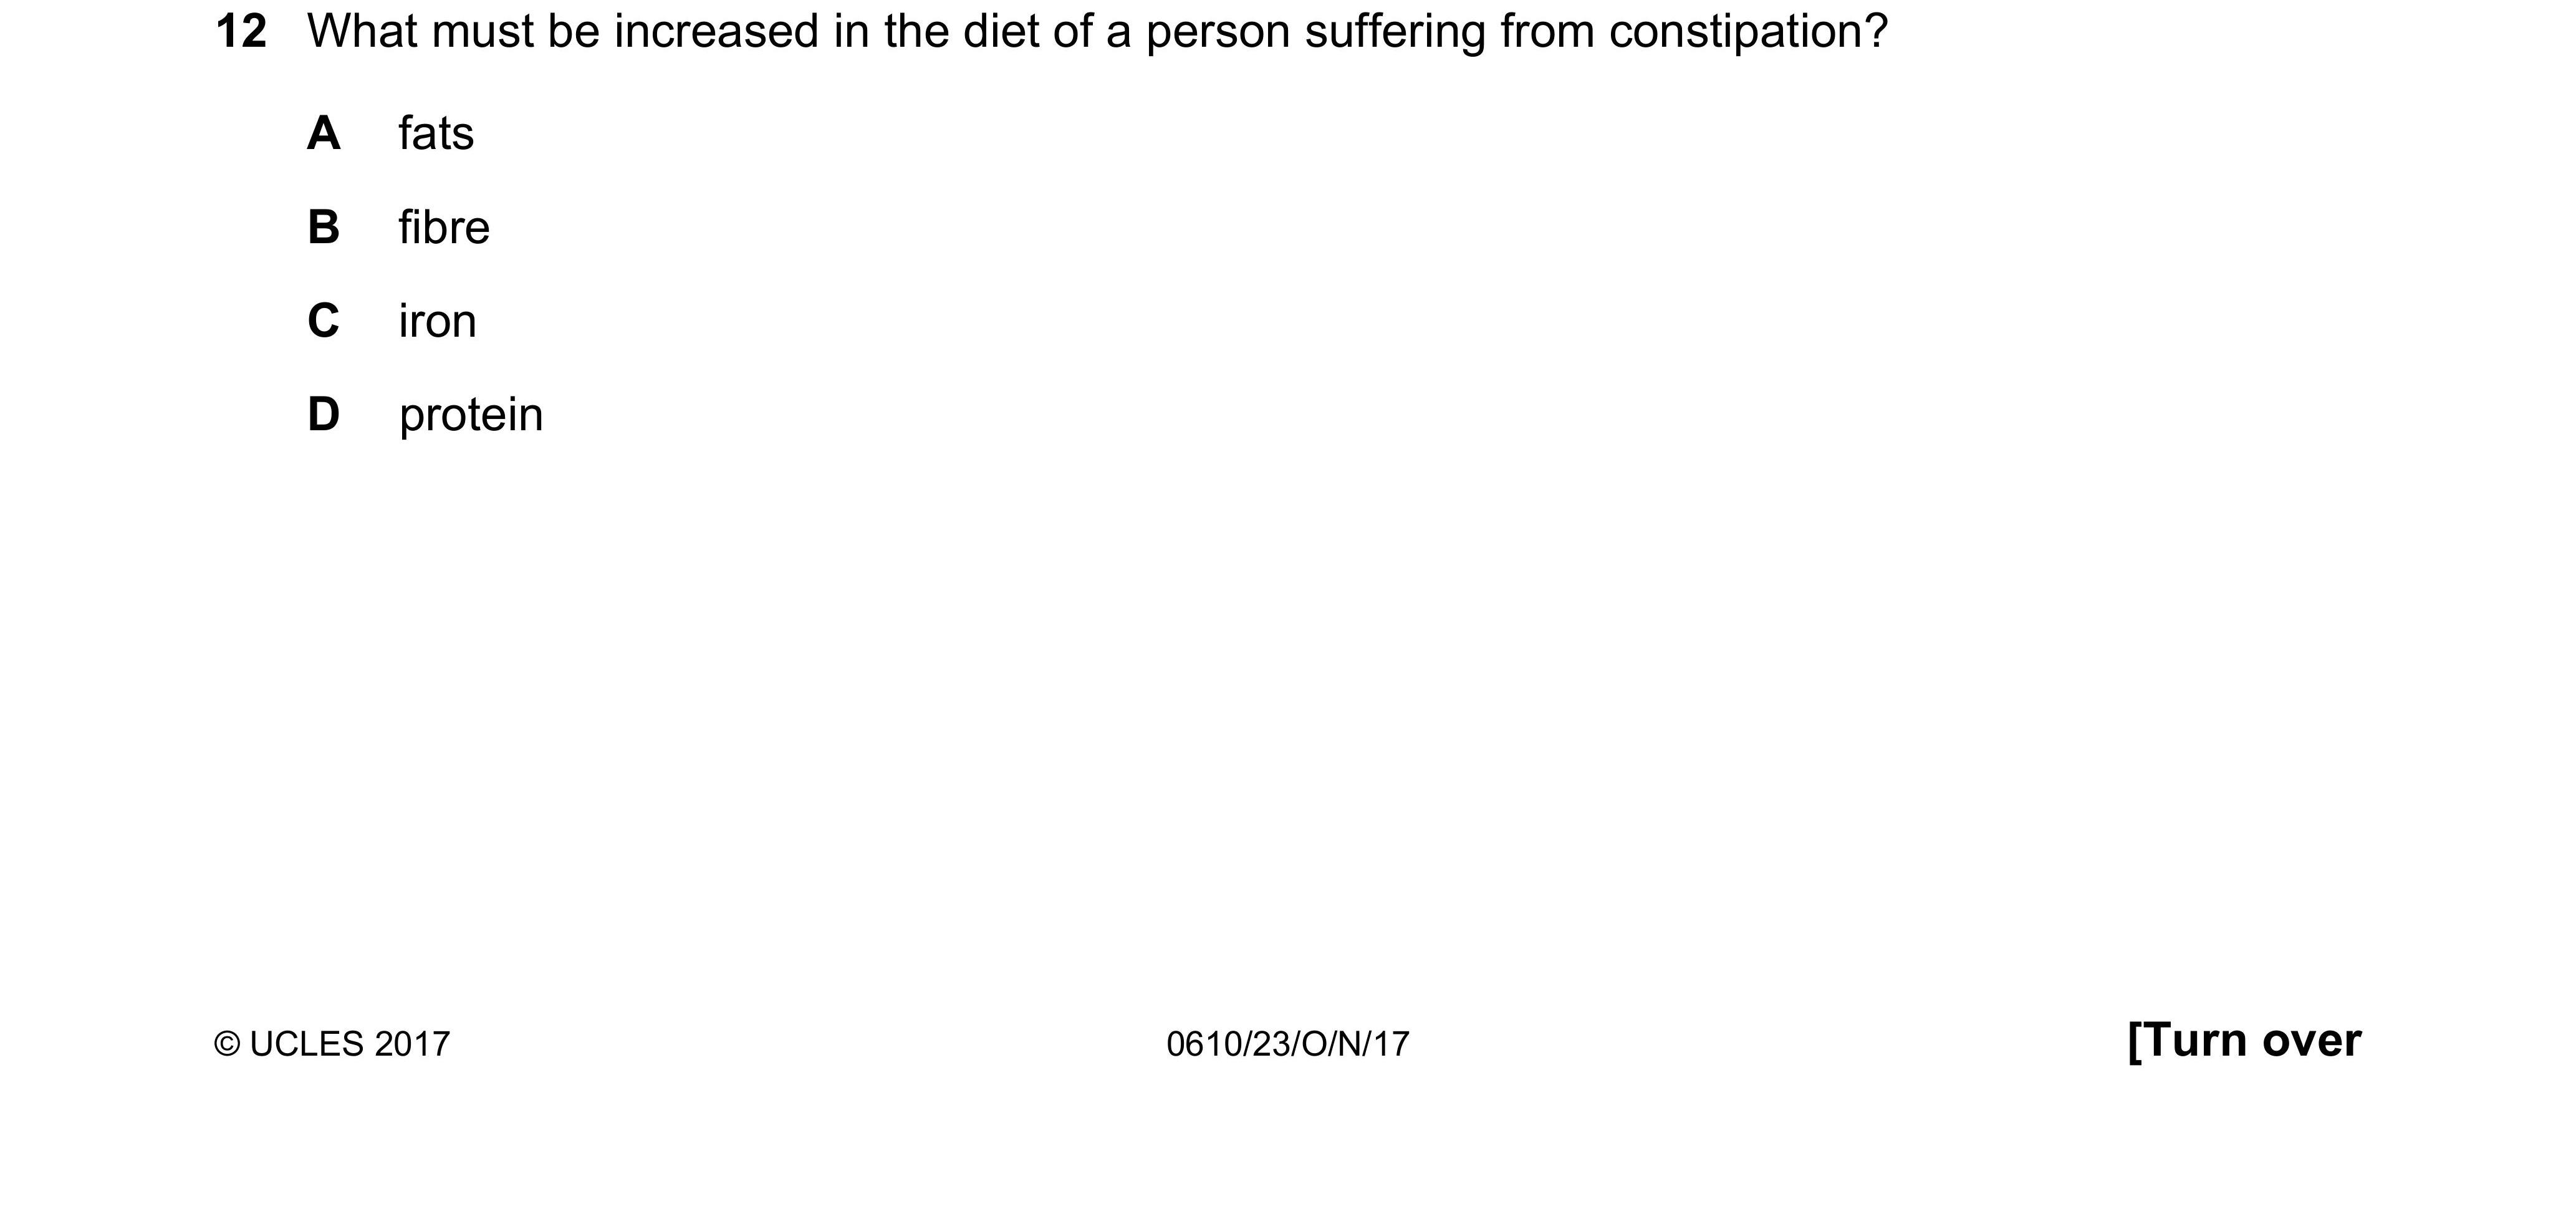 12 What must be increased in the diet of a person suffering from constipation?
A fats
B fibre
C iron
D protein
© UCLES 2017 0610/23/O/N/17 [Turn over